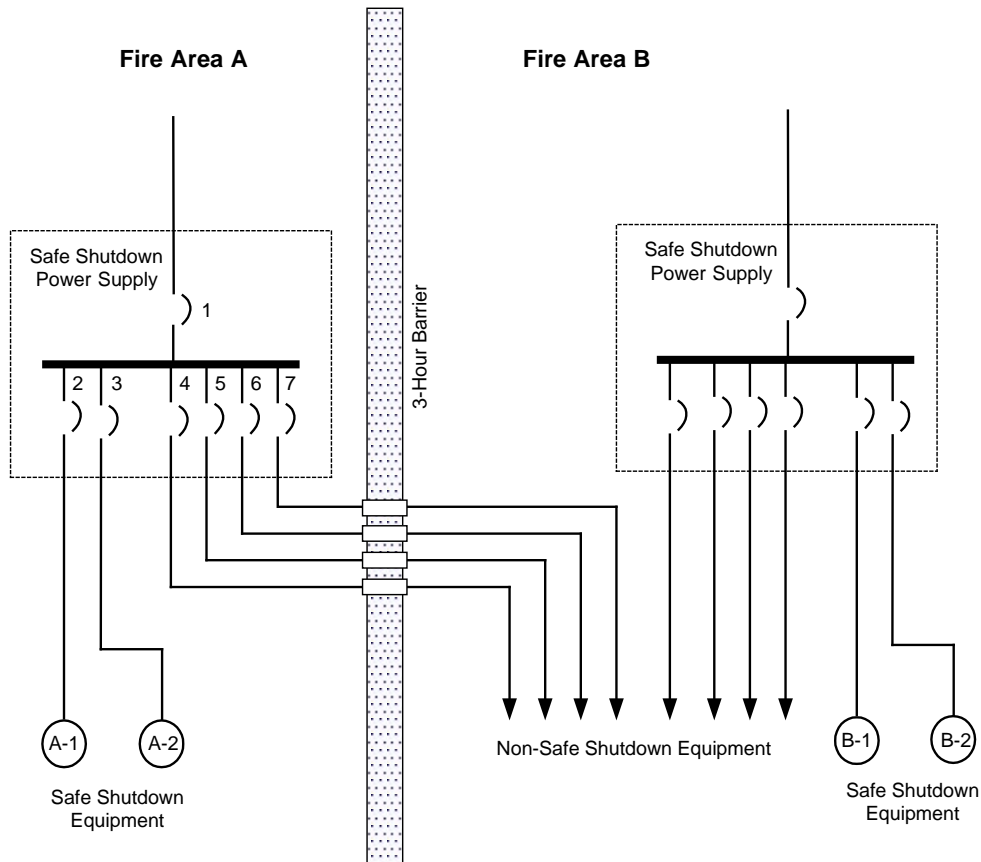 Fire Area A
Fire Area B
Safe Shutdown
Power Supply
1
2
3
4
5
6
7
3-Hour Barrier
Safe Shutdown
Power Supply
A-1
A-2
Safe Shutdown
Equipment
Non-Safe Shutdown Equipment
B-1
B-2
Safe Shutdown
Equipment